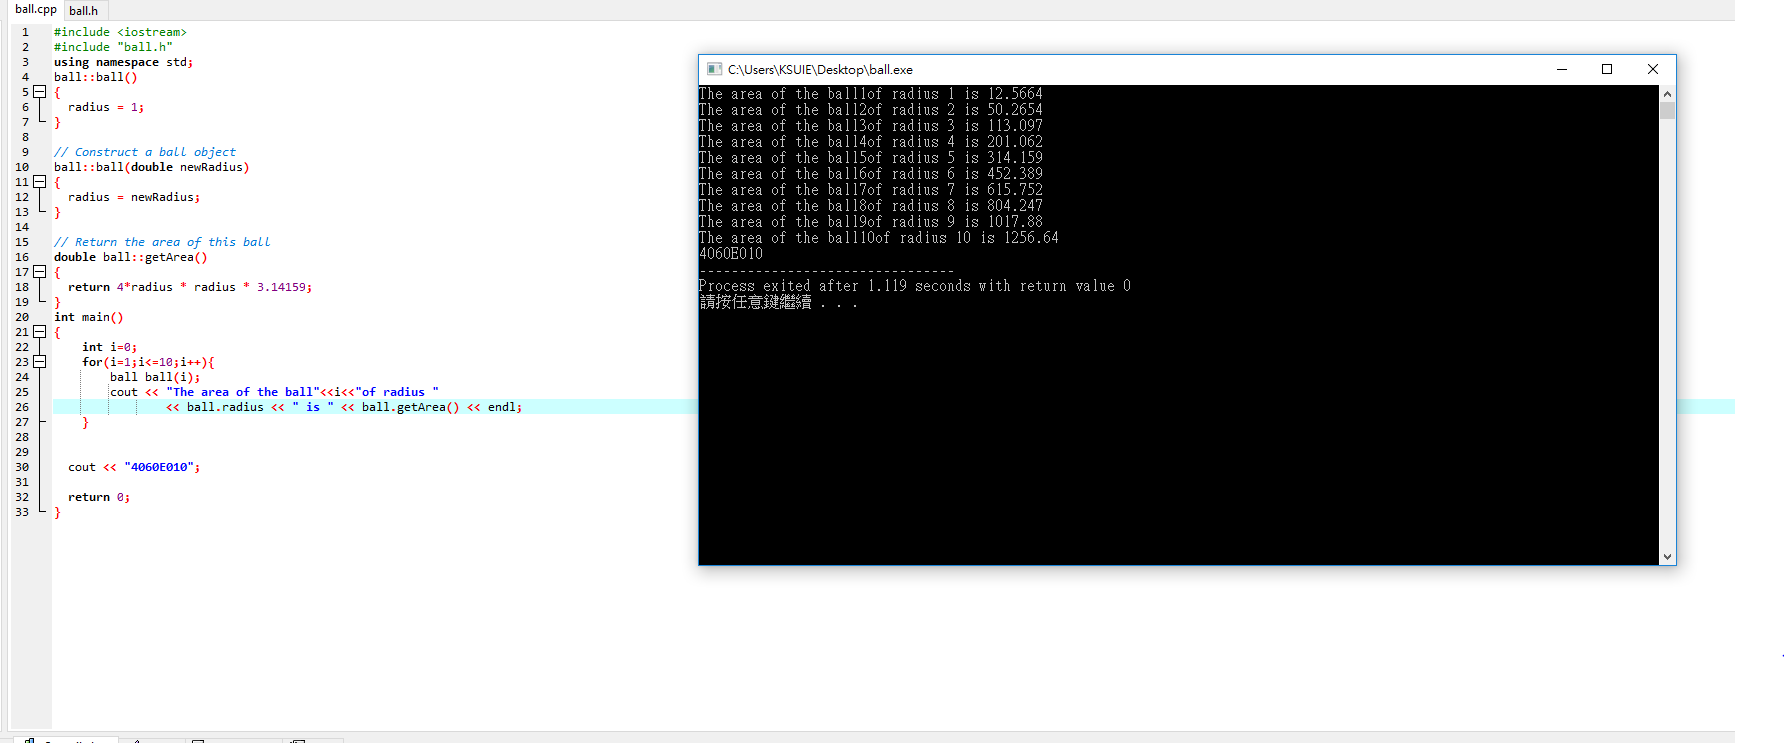 ball.cpp ball.h
1 #include <iostream>
2 #include "ball.h"
3 using namespace std;
4 ball::ball()
5 {
6 radius = 1;
7 }
8
9 // Construct a ball object
10 ball::ball(double newRadius)
11 {
12 radius = newRadius;
13 }
14
15 // Return the area of this ball
16 double ball::getArea()
17 {
18 return 4*radius * radius * 3.14159;
19 }
20 int main()
21 {
22 int i=0;
23 for(i=1;i<=10;i++){
24 ball ball(i);
25 cout << "The area of the ball"<<i<<"of radius "
26 << ball.radius << " is " << ball.getArea() << endl;
27 }
28
29
30 cout << "4060E010";
31
32 return 0;
33 }
C:\Users\KSUIE\Desktop\ball.exe
The area of the ball1of radius 1 is 12.5664
The area of the ball2of radius 2 is 50.2654
The area of the ball3of radius 3 is 113.097
The area of the ball4of radius 4 is 201.062
The area of the ball5of radius 5 is 314.159
The area of the ball6of radius 6 is 452.389
The area of the ball7of radius 7 is 615.752
The area of the ball8of radius 8 is 804.247
The area of the ball9of radius 9 is 1017.88
The area of the ball10of radius 10 is 1256.64
4060E010
--------------------------------
Process exited after 1.119 seconds with return value 0
請按任意鍵繼續 . . .